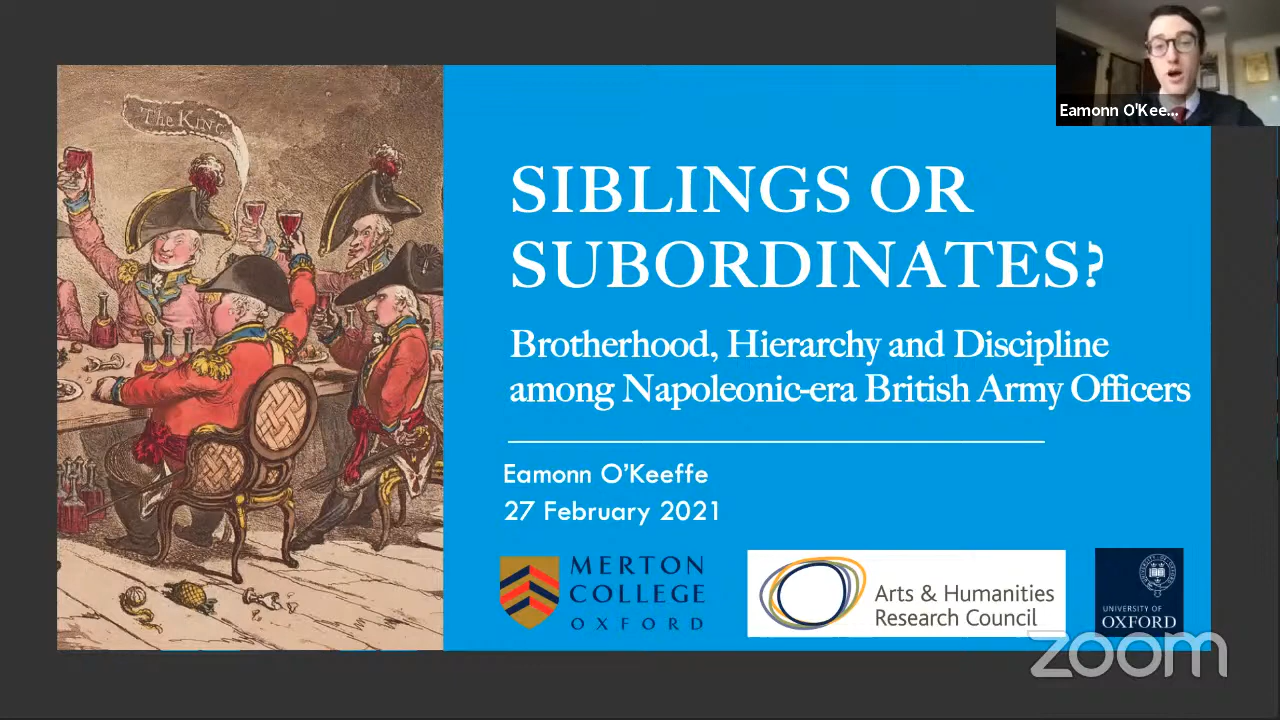 Eamonn O'Kee...
The KING
SIBLINGS OR
SUBORDINATES?
Brotherhood, Hierarchy and Discipline
among Napoleonic-era British Army Officers
Eamonn O'Keeffe
27 February 2021
MERTON
COLLEGE
OXFORD
Arts & Humanities
Research Council
UNIVERSITY OF
OXFORD
zoom